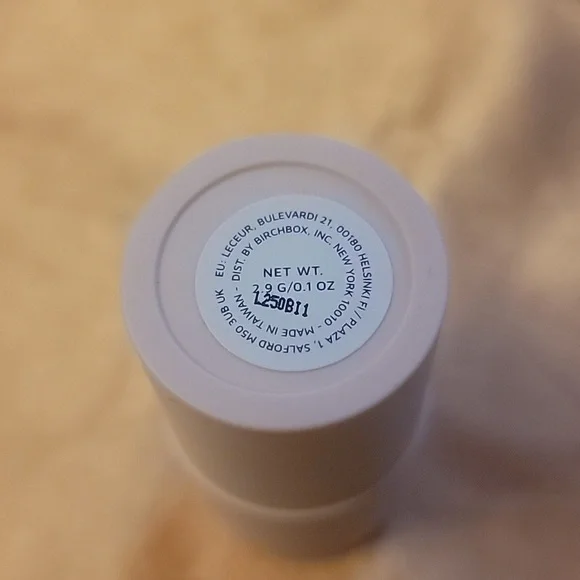 EU: LECEUR, BULEVARDI 21, 00180 HELSINKI FI / PLAZA 1, SALFORD M50 3UB UK
DIST. BY BIRCHBOX, INC, NEW YORK 10010 - MADE IN TAIWAN -
NET WT.
2.9 G/0.1 OZ
L250BI1